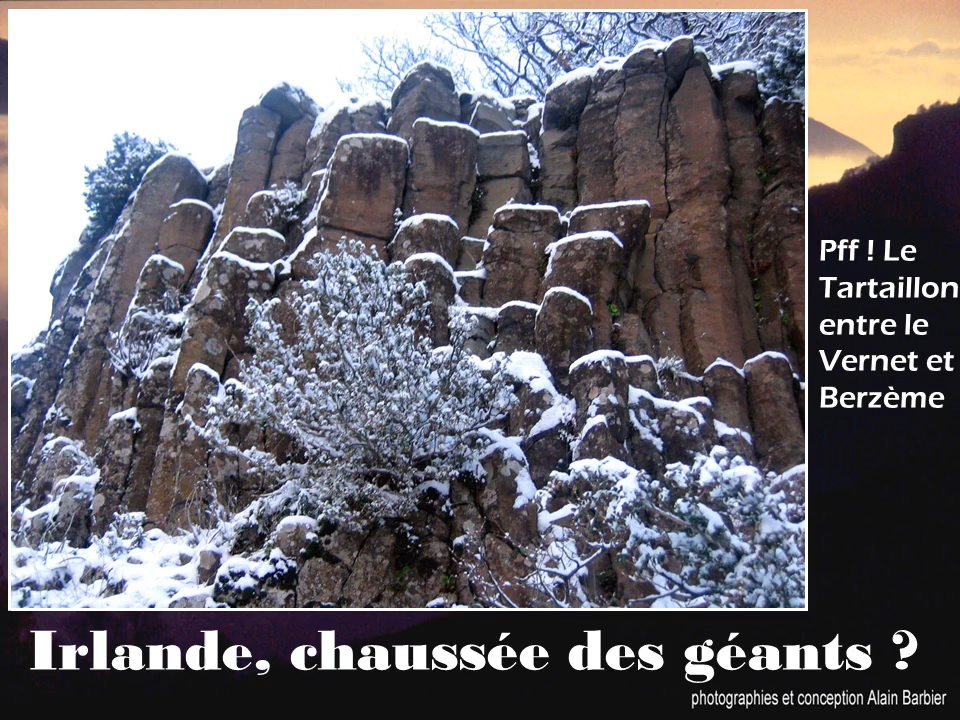 Pff ! Le
Tartaillon
entre le
Vernet et
Berzème
Irlande, chaussée des géants ?
photographies et conception Alain Barbier